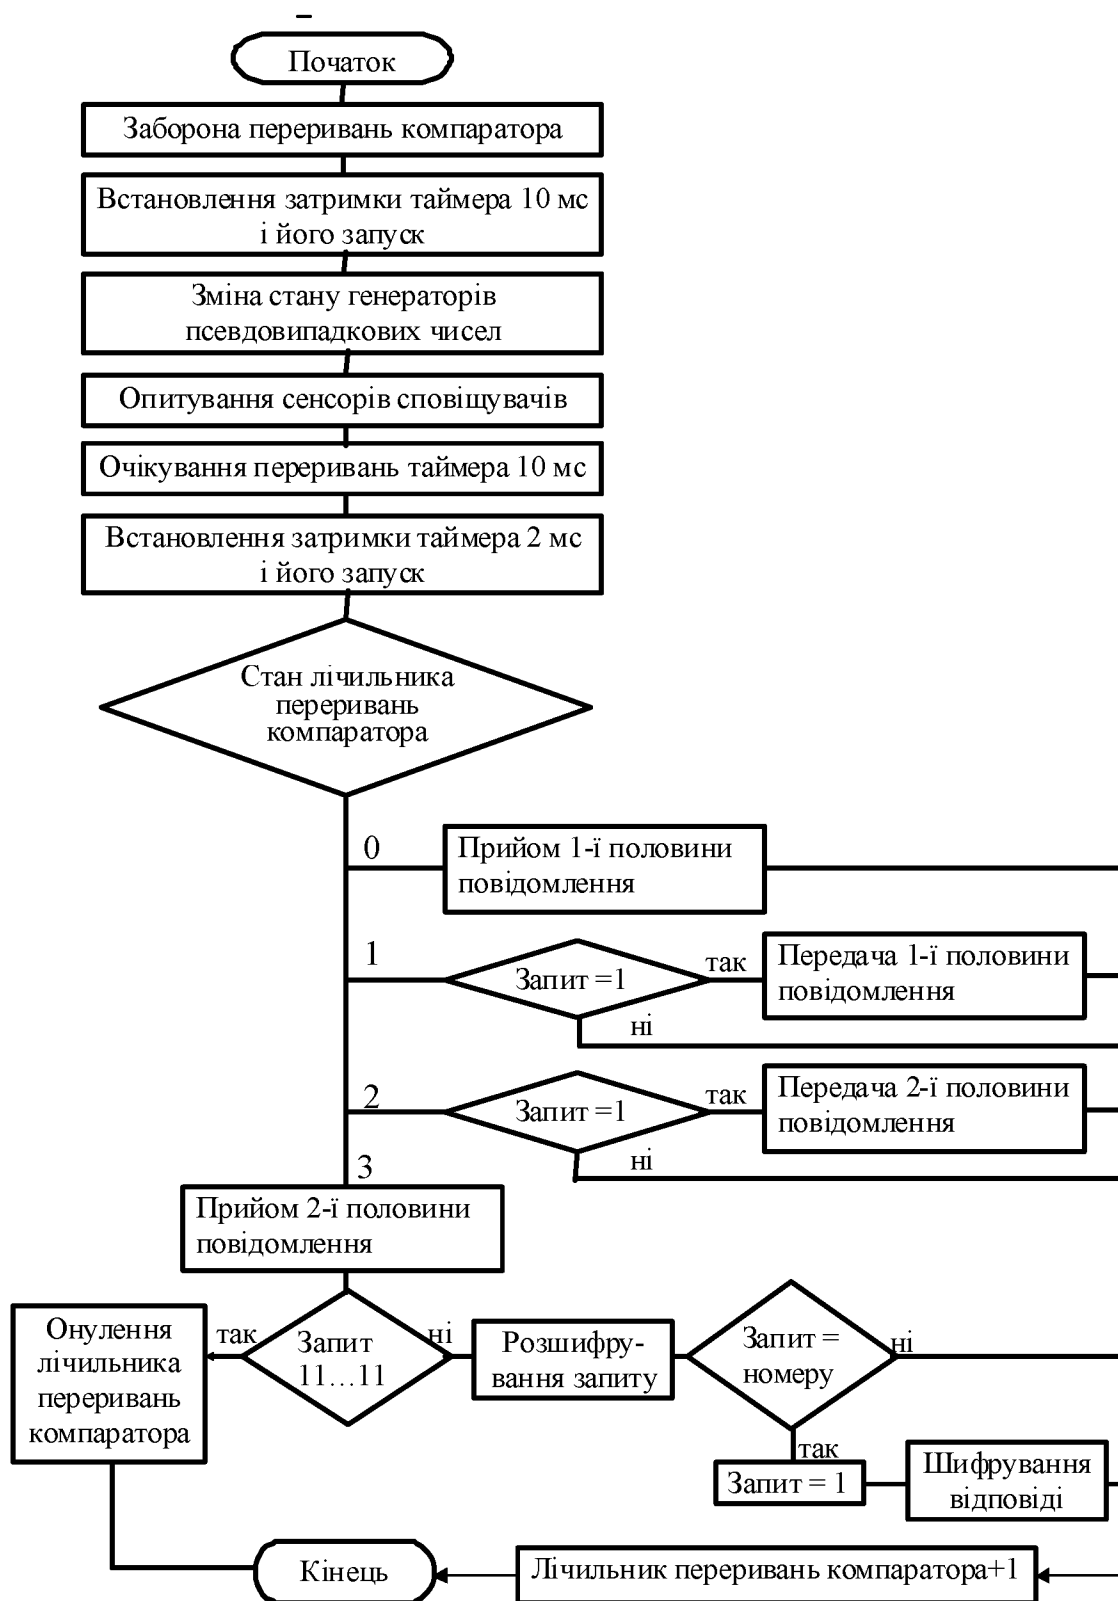 Початок
Заборона переривань компаратора
Встановлення затримки таймера 10 мс
і його запуск
Зміна стану генераторів
псевдовипадкових чисел
Опитування сенсорів сповіщувачів
Очікування переривань таймера 10 мс
Встановлення затримки таймера 2 мс
і його запуск
Стан лічильника
переривань
компаратора
0
Прийом 1-ї половини
повідомлення
1
Запит =1
так
Передача 1-ї половини
повідомлення
ні
2
Запит =1
так
Передача 2-ї половини
повідомлення
ні
3
Прийом 2-ї половини
повідомлення
Онулення
лічильника
переривань
компаратора
так
Запит
11...11
ні
Розшифру-
вання запиту
Запит =
номеру
ні
так
Запит = 1
Шифрування
відповіді
Кінець
Лічильник переривань компаратора+1